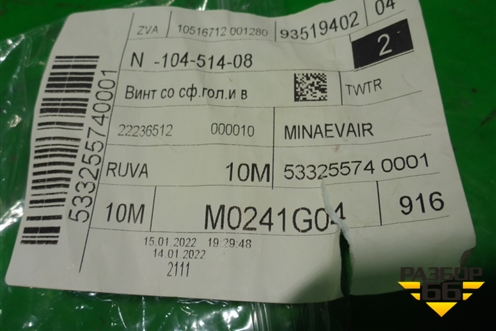 ZVA 10516712 001280 93519402 04
N -104-514-08 2
Винт со сф.гол.и в TWTR
22236512 000010 MINAEVAIR
RUVA 10M 53325574 0001
10M M0241G04 916
15.01.2022 19:29:48
14.01.2022
2111
533255740001
РАЗБОР
66